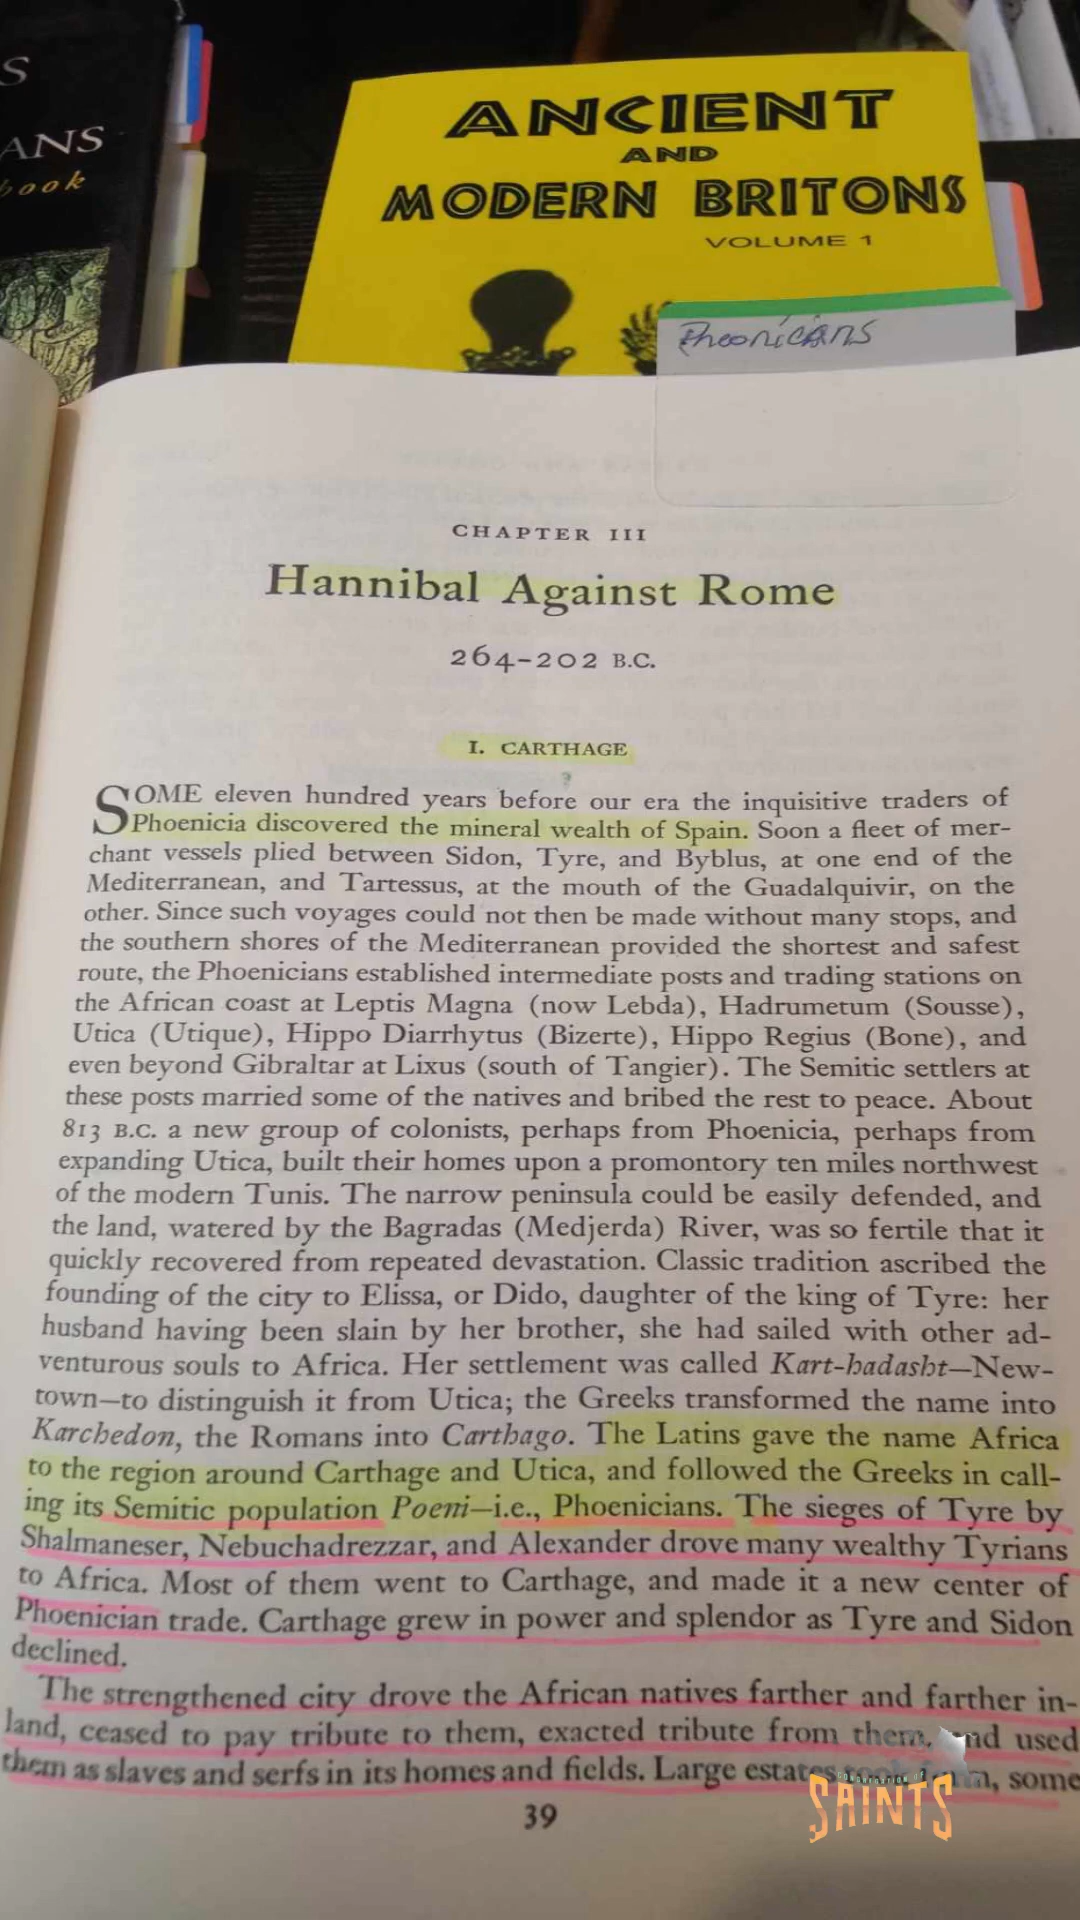 S
ANS
book
ANCIENT
AND
MODERN BRITONS
VOLUME 1
Pheonicians
CHAPTER III
Hannibal Against Rome
264-202 B.C.
I. CARTHAGE
?
SOME eleven hundred years before our era the inquisitive traders of
Phoenicia discovered the mineral wealth of Spain. Soon a fleet of mer-
chant vessels plied between Sidon, Tyre, and Byblus, at one end of the
Mediterranean, and Tartessus, at the mouth of the Guadalquivir, on the
other. Since such voyages could not then be made without many stops, and
the southern shores of the Mediterranean provided the shortest and safest
route, the Phoenicians established intermediate posts and trading stations on
the African coast at Leptis Magna (now Lebda), Hadrumetum (Sousse),
Utica (Utique), Hippo Diarrhytus (Bizerte), Hippo Regius (Bone), and
even beyond Gibraltar at Lixus (south of Tangier). The Semitic settlers at
these posts married some of the natives and bribed the rest to peace. About
813 B.C. a new group of colonists, perhaps from Phoenicia, perhaps from
expanding Utica, built their homes upon a promontory ten miles northwest
of the modern Tunis. The narrow peninsula could be easily defended, and
the land, watered by the Bagradas (Medjerda) River, was so fertile that it
quickly recovered from repeated devastation. Classic tradition ascribed the
founding of the city to Elissa, or Dido, daughter of the king of Tyre: her
husband having been slain by her brother, she had sailed with other ad-
venturous souls to Africa. Her settlement was called Kart-hadasht—New-
town—to distinguish it from Utica; the Greeks transformed the name into
Karchedon, the Romans into Carthago. The Latins gave the name Africa
to the region around Carthage and Utica, and followed the Greeks in call-
ing its Semitic population Poeni—i.e., Phoenicians. The sieges of Tyre by
Shalmaneser, Nebuchadrezzar, and Alexander drove many wealthy Tyrians
to Africa. Most of them went to Carthage, and made it a new center of
Phoenician trade. Carthage grew in power and splendor as Tyre and Sidon
declined.
The strengthened city drove the African natives farther and farther in-
land, ceased to pay tribute to them, exacted tribute from them, and used
them as slaves and serfs in its homes and fields. Large estates some
39
CONGREGATION OF
SAINTS